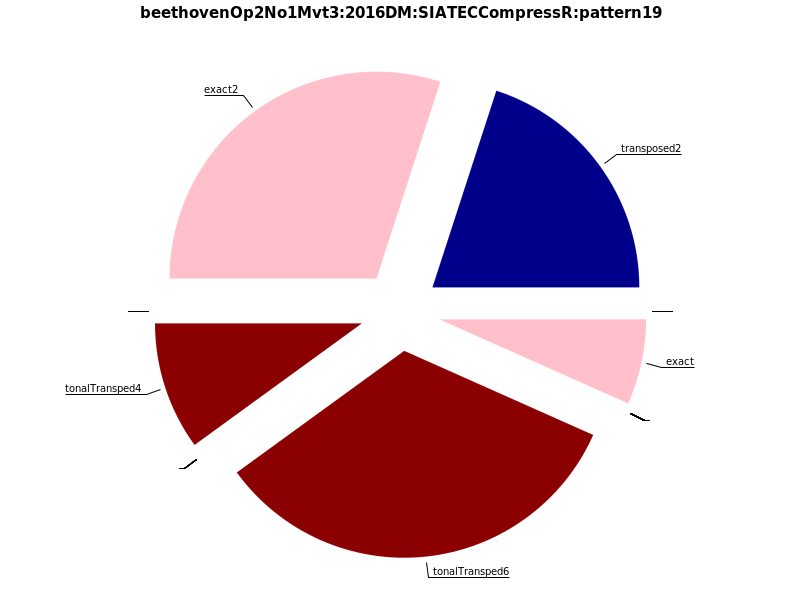 beethovenOp2No1Mvt3:2016DM:SIATECCompressR:pattern19
exact2
transposed2
exact
tonalTransped4
tonalTransped6